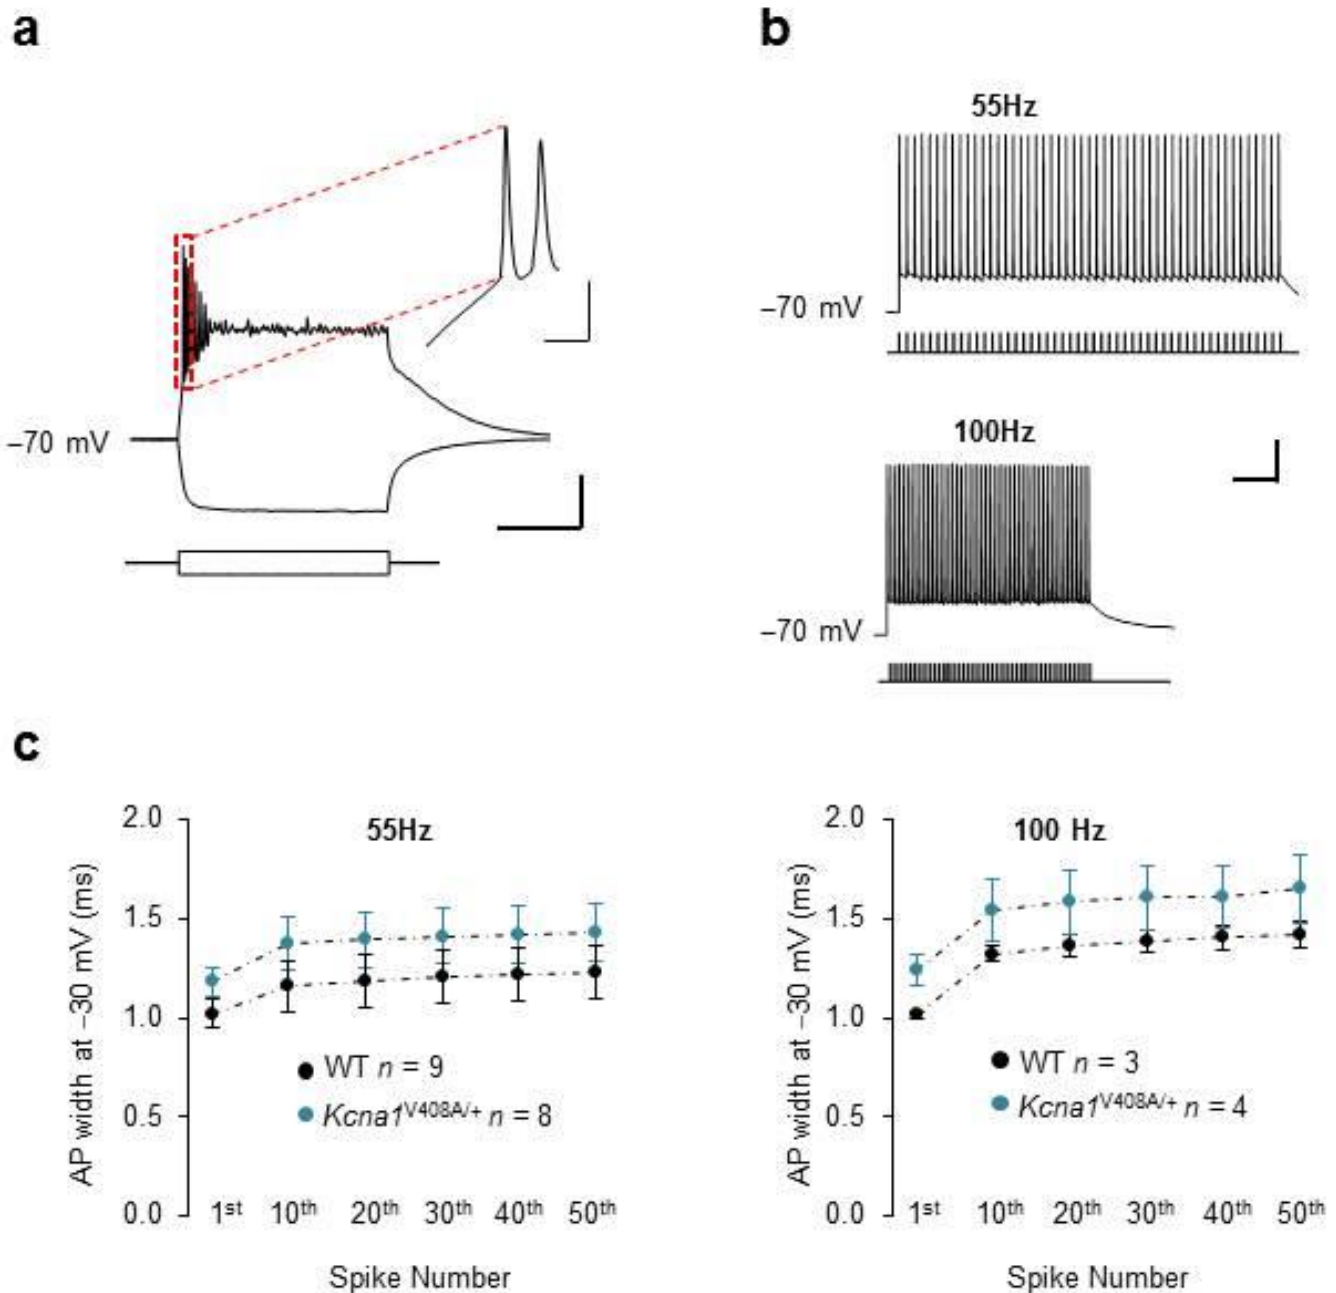 a
b
55Hz
−70 mV
100Hz
−70 mV
−70 mV
c
55Hz
AP width at −30 mV (ms)
2.0
1.5
1.0
0.5
0.0
WT n = 9
Kcna1V408A/+ n = 8
1st 10th 20th 30th 40th 50th
Spike Number
100 Hz
AP width at −30 mV (ms)
2.0
1.5
1.0
0.5
0.0
WT n = 3
Kcna1V408A/+ n = 4
1st 10th 20th 30th 40th 50th
Spike Number